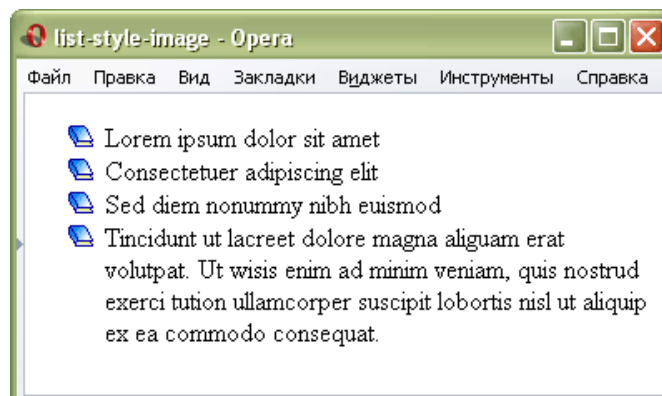 list-style-image - Opera
Файл Правка Вид Закладки Виджеты Инструменты Справка
Lorem ipsum dolor sit amet
Consectetuer adipiscing elit
Sed diem nonummy nibh euismod
Tincidunt ut lacreet dolore magna aliguam erat
volutpat. Ut wisis enim ad minim veniam, quis nostrud
exerci tution ullamcorper suscipit lobortis nisl ut aliquip
ex ea commodo consequat.